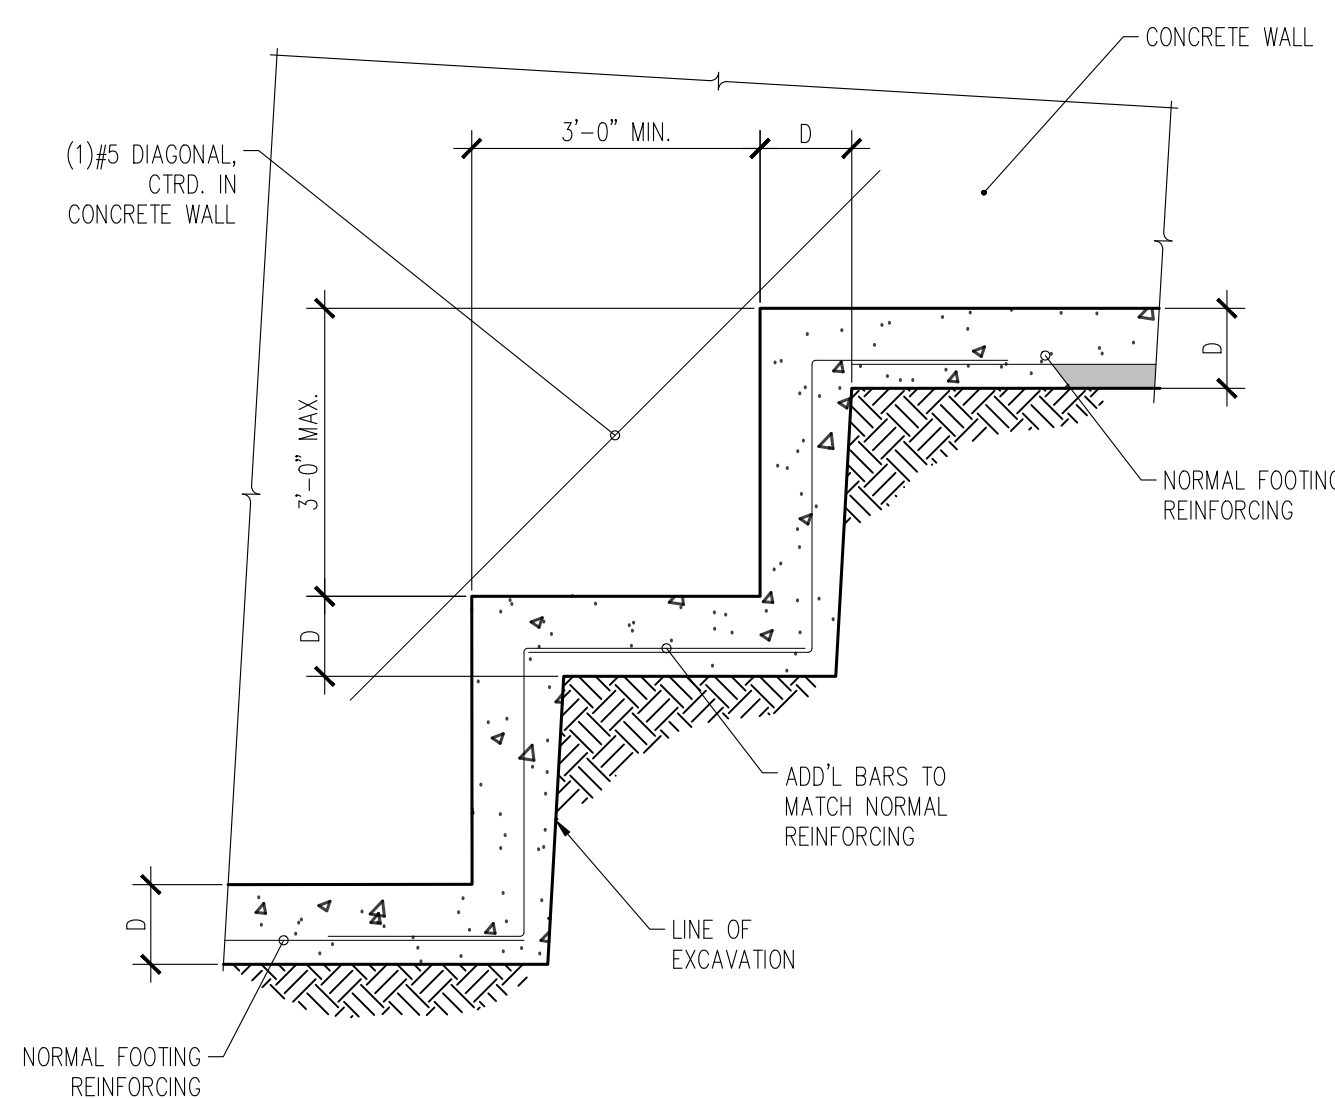 CONCRETE WALL
3'-0" MIN.
D
(1)#5 DIAGONAL,
CTRD. IN
CONCRETE WALL
D
3'-0" MAX.
NORMAL FOOTING
REINFORCING
D
ADD'L BARS TO
MATCH NORMAL
REINFORCING
D
LINE OF
EXCAVATION
NORMAL FOOTING
REINFORCING